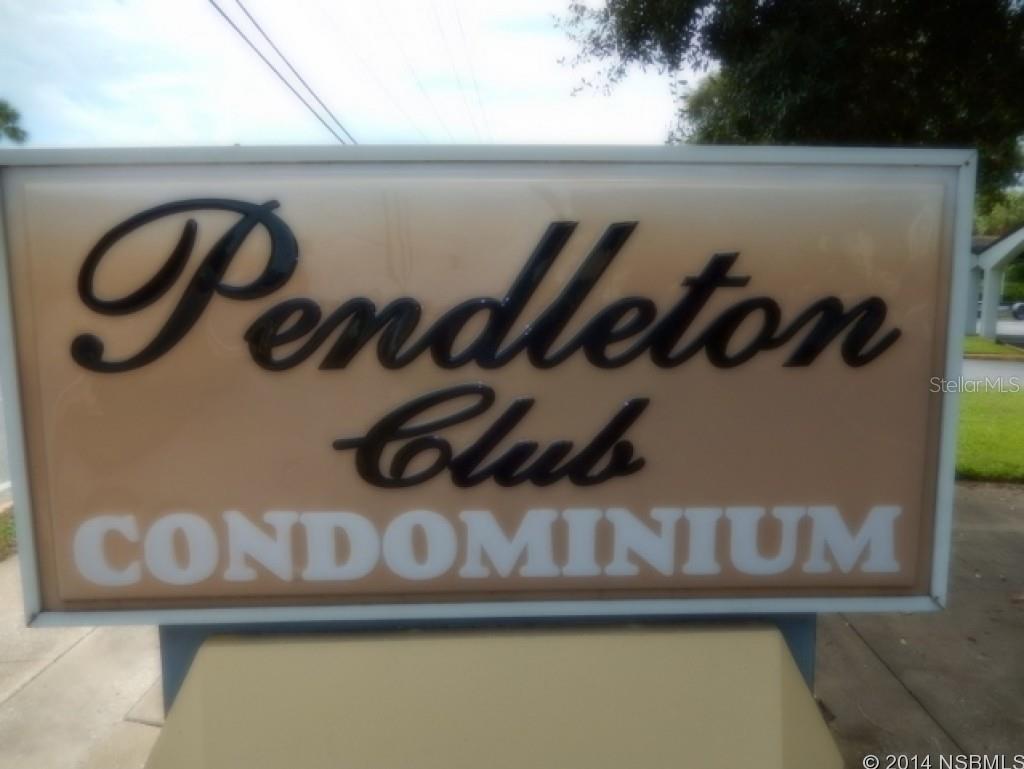 Pendleton
Club
CONDOMINIUM
StellarMLS
© 2014 NSBMLS